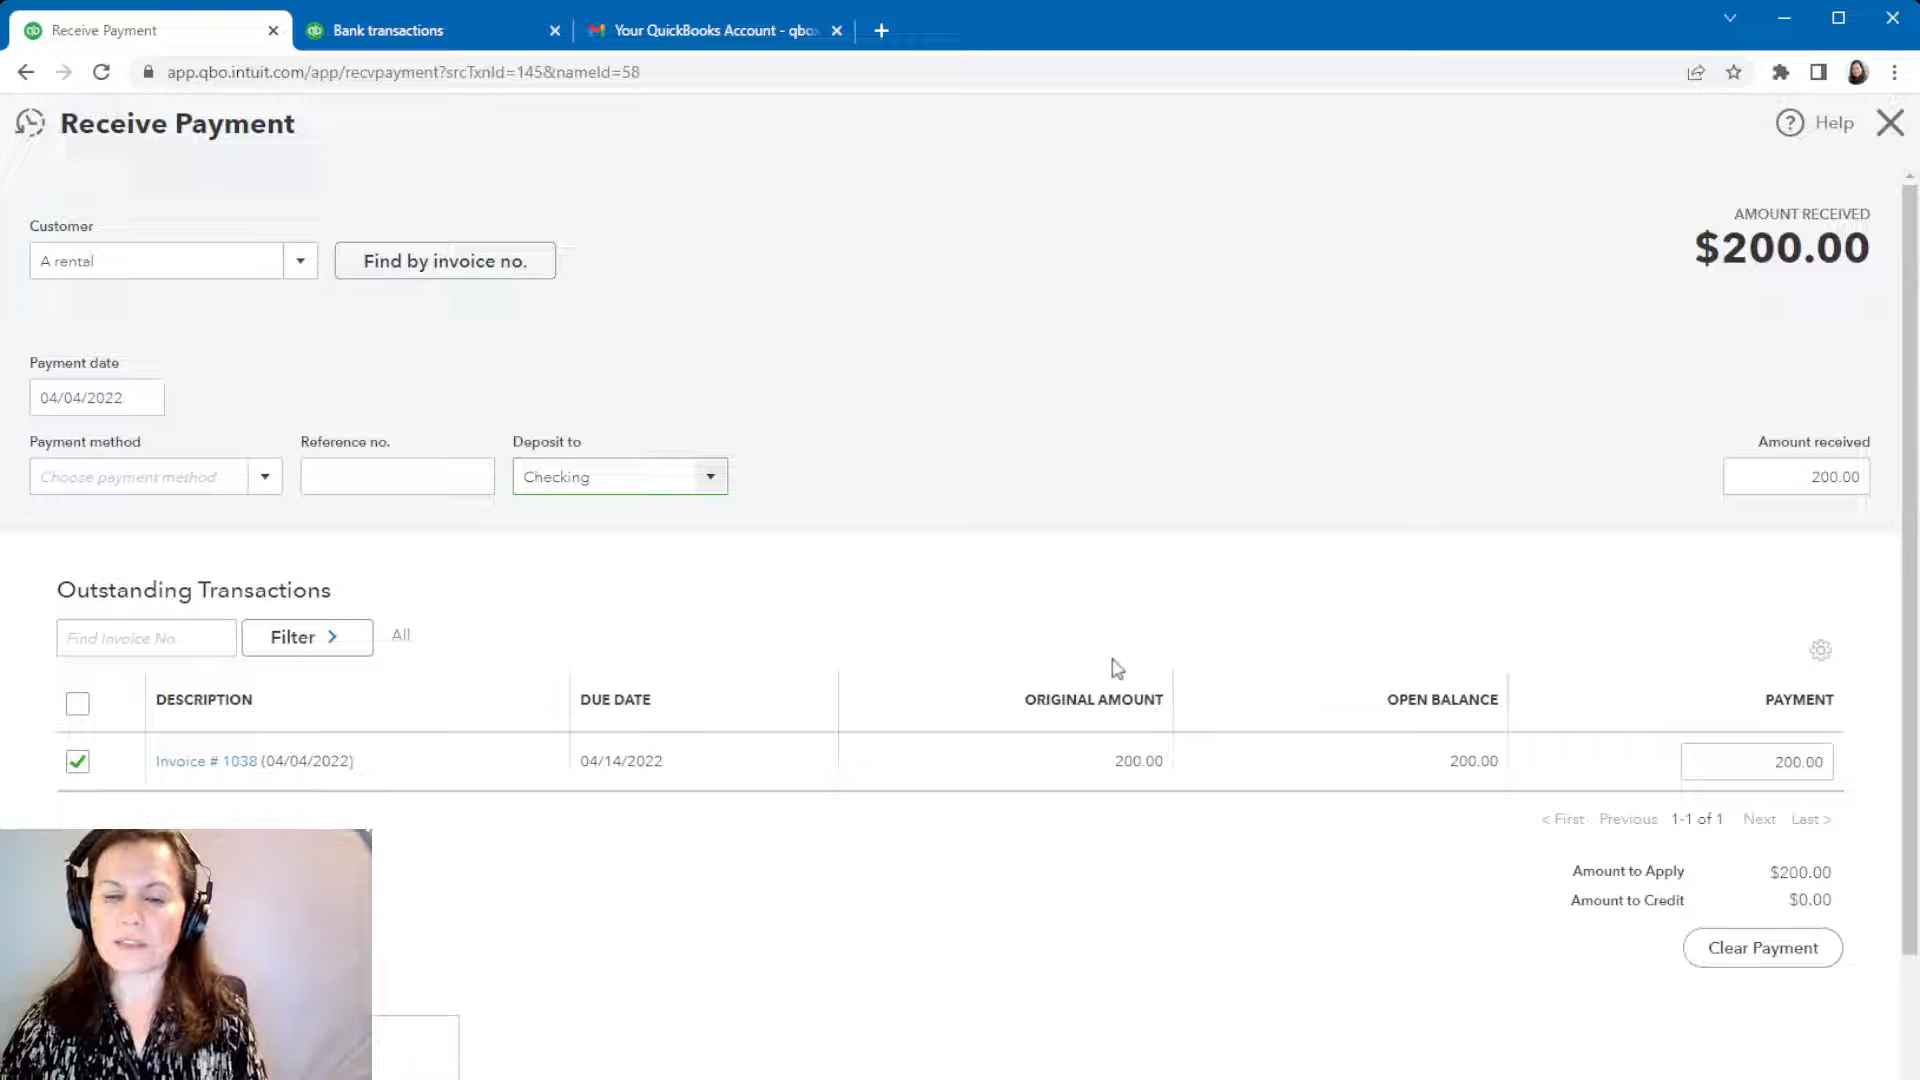 Receive Payment
Bank transactions
Your QuickBooks Account - qbo
app.qbo.intuit.com/app/recvpayment?srcTxnId=145&nameId=58
Receive Payment
Help
AMOUNT RECEIVED
$200.00
Customer
A rental
Find by invoice no.
Payment date
04/04/2022
Payment method
Reference no.
Deposit to
Amount received
Choose payment method
Checking
200.00
Outstanding Transactions
Find Invoice No.
Filter >
All
DESCRIPTION
DUE DATE
ORIGINAL AMOUNT
OPEN BALANCE
PAYMENT
Invoice # 1038 (04/04/2022)
04/14/2022
200.00
200.00
200.00
< First Previous 1-1 of 1 Next Last >
Amount to Apply
$200.00
Amount to Credit
$0.00
Clear Payment